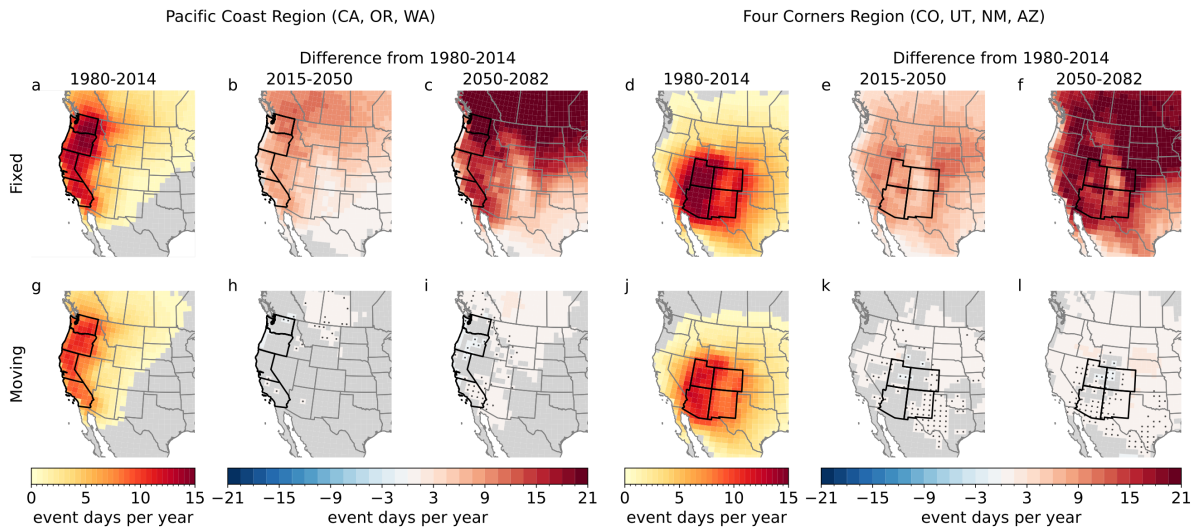 Pacific Coast Region (CA, OR, WA)
Four Corners Region (CO, UT, NM, AZ)
Difference from 1980-2014
Difference from 1980-2014
a 1980-2014
b 2015-2050
c 2050-2082
d 1980-2014
e 2015-2050
f 2050-2082
Fixed
g
h
i
j
k
l
Moving
0 5 10 15
−21 −15 −9 −3 3 9 15 21
0 5 10 15
−21 −15 −9 −3 3 9 15 21
event days per year
event days per year
event days per year
event days per year